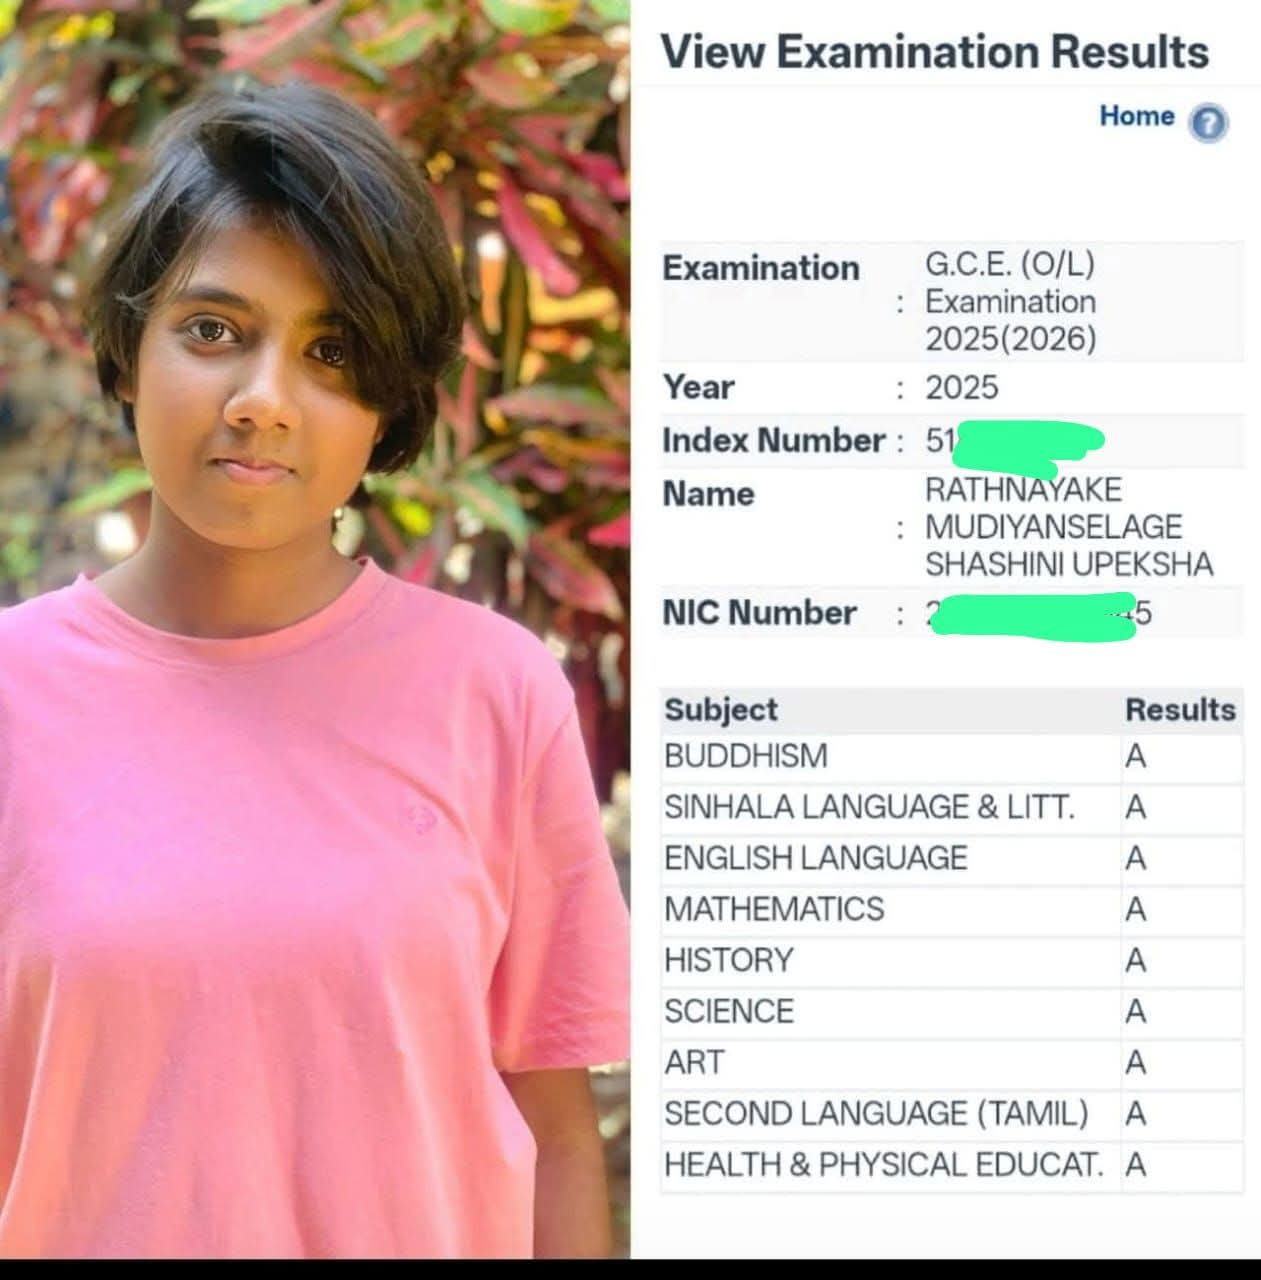 View Examination Results
Home ?
Examination : G.C.E. (O/L)
Examination
2025(2026)
Year : 2025
Index Number : 51
Name : RATHNAYAKE
MUDIYANSELAGE
SHASHINI UPEKSHA
NIC Number : 2 45
Subject Results
BUDDHISM A
SINHALA LANGUAGE & LITT. A
ENGLISH LANGUAGE A
MATHEMATICS A
HISTORY A
SCIENCE A
ART A
SECOND LANGUAGE (TAMIL) A
HEALTH & PHYSICAL EDUCAT. A